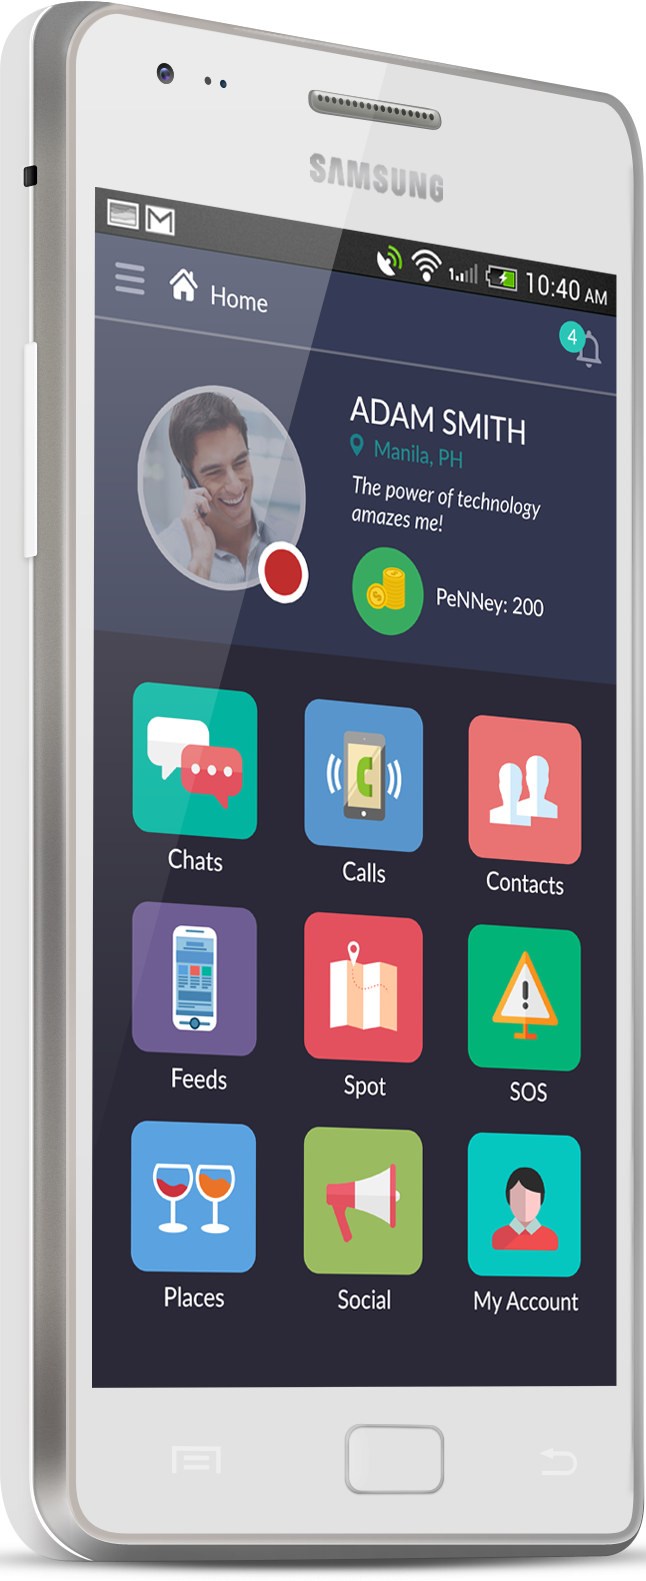 SAMSUNG
10:40 AM
Home
4
ADAM SMITH
Manila, PH
The power of technology
amazes me!
PeNNey: 200
Chats
Calls
Contacts
Feeds
Spot
SOS
Places
Social
My Account